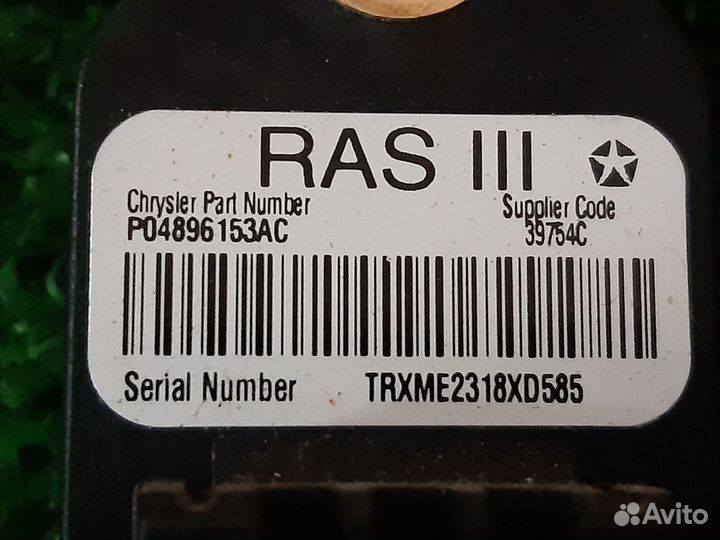 RAS III
Chrysler Part Number
P04896153AC
Supplier Code
39754C
Serial Number TRXME2318XD585
Avito